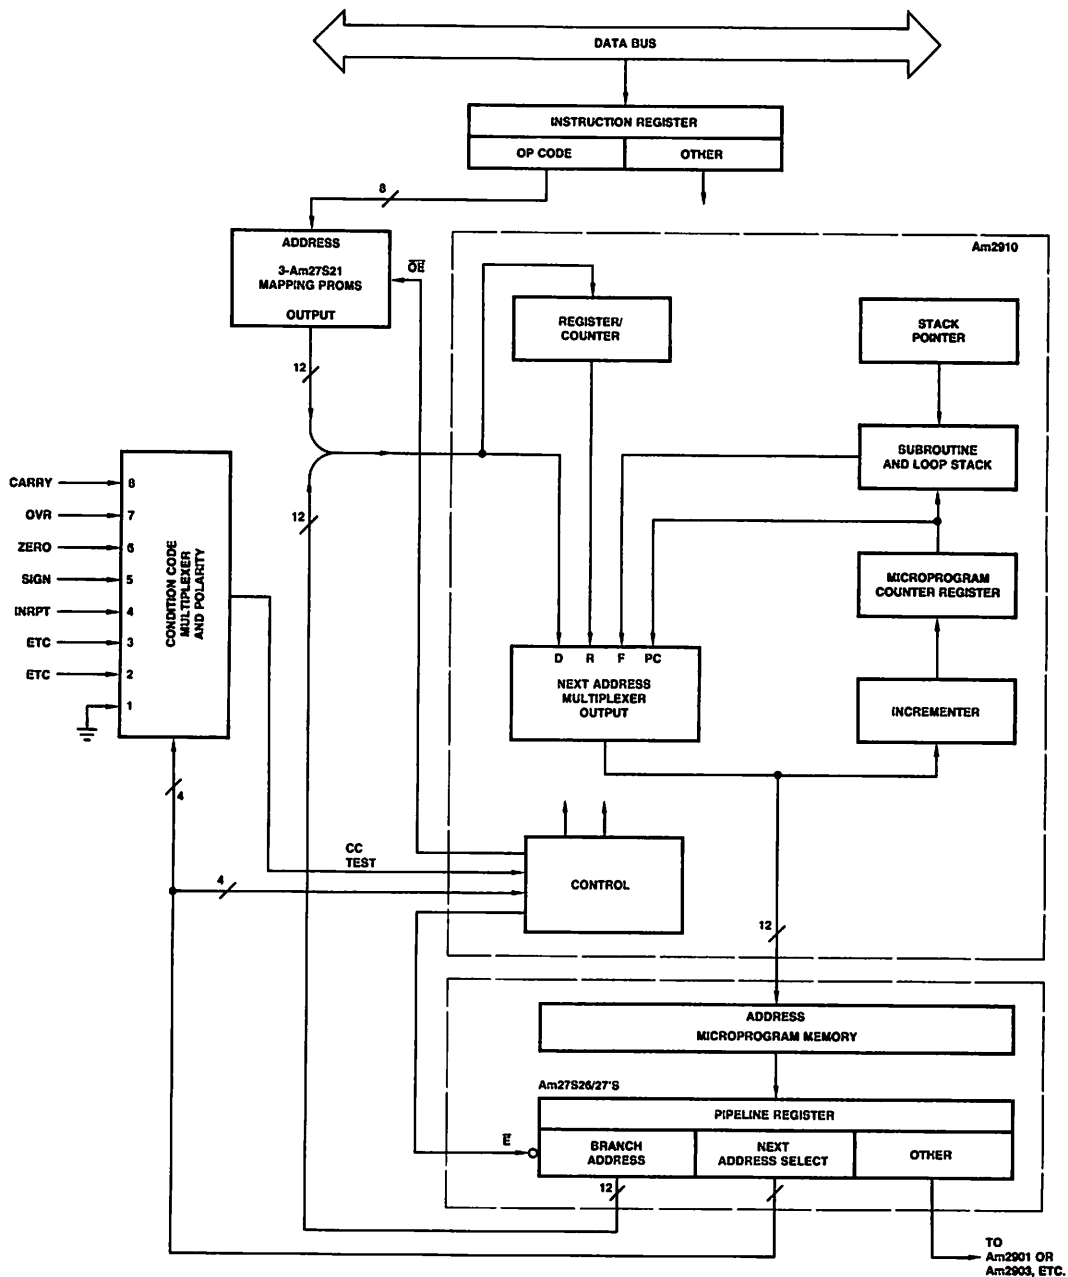 DATA BUS
INSTRUCTION REGISTER
OP CODE
OTHER
8
ADDRESS
3-Am27S21
MAPPING PROMS
OUTPUT
OE
Am2910
REGISTER/
COUNTER
STACK
POINTER
12
SUBROUTINE
AND LOOP STACK
CARRY
OVR
ZERO
SIGN
INRPT
ETC
ETC
8
7
6
5
4
3
2
1
CONDITION CODE
MULTIPLEXER
AND POLARITY
12
MICROPROGRAM
COUNTER REGISTER
D R F PC
NEXT ADDRESS
MULTIPLEXER
OUTPUT
INCREMENTER
4
CC
TEST
4
CONTROL
12
ADDRESS
MICROPROGRAM MEMORY
Am27S26/27'S
PIPELINE REGISTER
E
BRANCH
ADDRESS
NEXT
ADDRESS SELECT
OTHER
12
TO
Am2901 OR
Am2903, ETC.